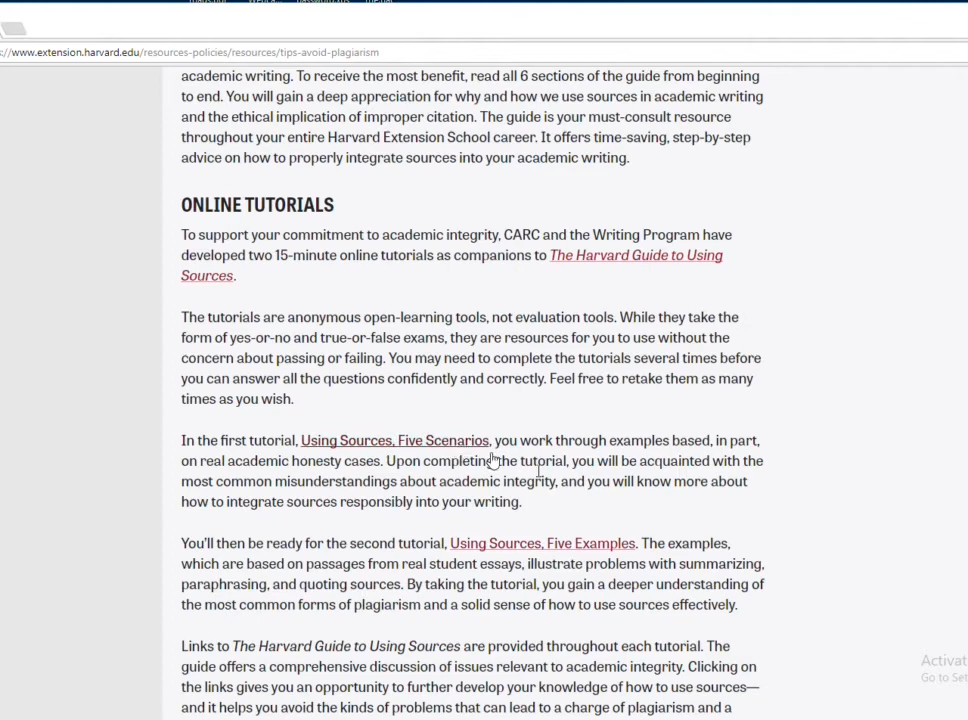 ://www.extension.harvard.edu/resources-policies/resources/tips-avoid-plagiarism
academic writing. To receive the most benefit, read all 6 sections of the guide from beginning
to end. You will gain a deep appreciation for why and how we use sources in academic writing
and the ethical implication of improper citation. The guide is your must-consult resource
throughout your entire Harvard Extension School career. It offers time-saving, step-by-step
advice on how to properly integrate sources into your academic writing.
ONLINE TUTORIALS
To support your commitment to academic integrity, CARC and the Writing Program have
developed two 15-minute online tutorials as companions to The Harvard Guide to Using
Sources.
The tutorials are anonymous open-learning tools, not evaluation tools. While they take the
form of yes-or-no and true-or-false exams, they are resources for you to use without the
concern about passing or failing. You may need to complete the tutorials several times before
you can answer all the questions confidently and correctly. Feel free to retake them as many
times as you wish.
In the first tutorial, Using Sources, Five Scenarios, you work through examples based, in part,
on real academic honesty cases. Upon completing the tutorial, you will be acquainted with the
most common misunderstandings about academic integrity, and you will know more about
how to integrate sources responsibly into your writing.
You'll then be ready for the second tutorial, Using Sources, Five Examples. The examples,
which are based on passages from real student essays, illustrate problems with summarizing,
paraphrasing, and quoting sources. By taking the tutorial, you gain a deeper understanding of
the most common forms of plagiarism and a solid sense of how to use sources effectively.
Links to The Harvard Guide to Using Sources are provided throughout each tutorial. The
guide offers a comprehensive discussion of issues relevant to academic integrity. Clicking on
the links gives you an opportunity to further develop your knowledge of how to use sources—
and it helps you avoid the kinds of problems that can lead to a charge of plagiarism and a
Activat
Go to Set